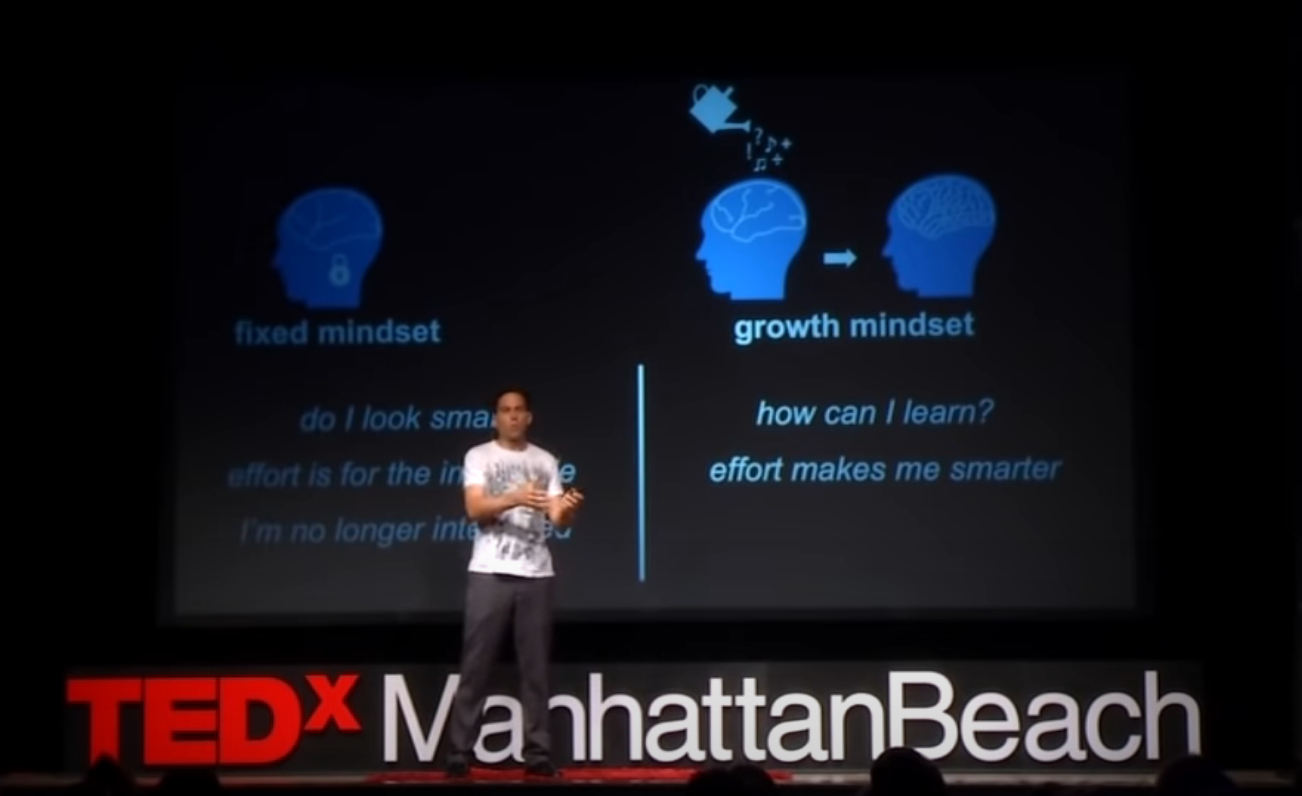 fixed mindset
do I look
effort is for the
I'm no longer
growth mindset
how can I learn?
effort makes me smarter
TEDx ManhattanBeach